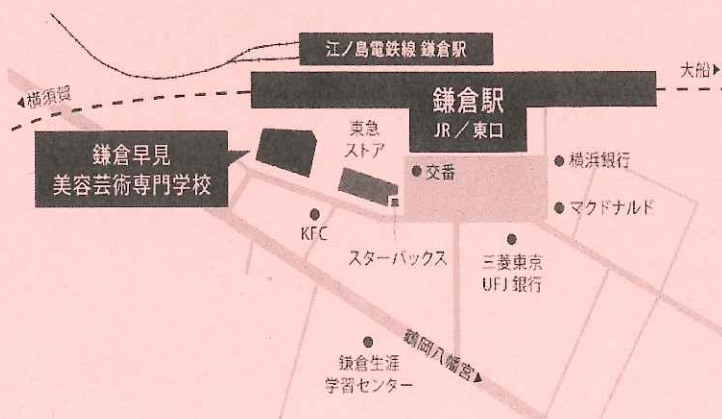 江ノ島電鉄線 鎌倉駅
大船▶
◀横須賀
鎌倉駅
JR／東口
東急
ストア
鎌倉早見
美容芸術専門学校
交番
横浜銀行
マクドナルド
KFC
スターバックス
三菱東京
UFJ 銀行
鶴岡八幡宮▶
鎌倉生涯
学習センター